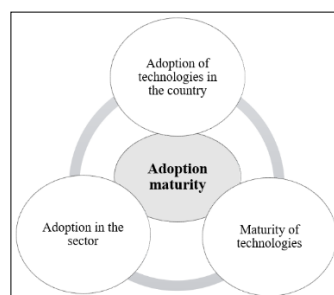 Adoption of
technologies in
the country
Adoption
maturity
Adoption in the
sector
Maturity of
technologies